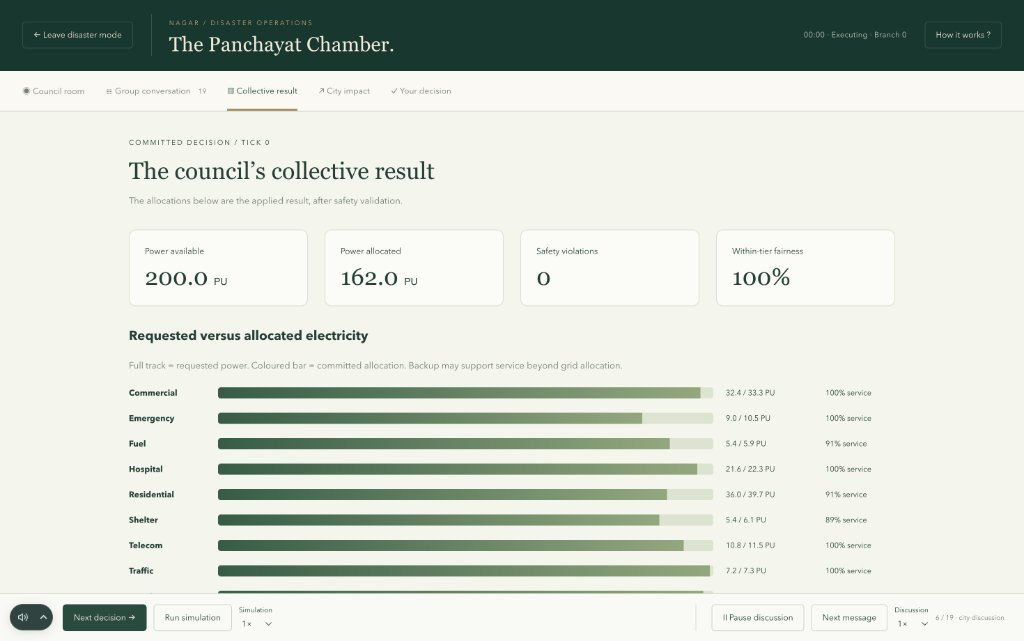 ← Leave disaster mode
NAGAR / DISASTER OPERATIONS
The Panchayat Chamber.
00:00 · Executing · Branch 0
How it works ?
Council room
Group conversation 19
Collective result
↗ City impact
✓ Your decision
COMMITTED DECISION / TICK 0
The council’s collective result
The allocations below are the applied result, after safety validation.
Power available
200.0 PU
Power allocated
162.0 PU
Safety violations
0
Within-tier fairness
100%
Requested versus allocated electricity
Full track = requested power. Coloured bar = committed allocation. Backup may support service beyond grid allocation.
Commercial 32.4 / 33.3 PU 100% service
Emergency 9.0 / 10.5 PU 100% service
Fuel 5.4 / 5.9 PU 91% service
Hospital 21.6 / 22.3 PU 100% service
Residential 36.0 / 39.7 PU 91% service
Shelter 5.4 / 6.1 PU 89% service
Telecom 10.8 / 11.5 PU 100% service
Traffic 7.2 / 7.3 PU 100% service
Next decision →
Run simulation
Simulation
1×
II Pause discussion
Next message
Discussion
1×
6 / 19 · city discussion